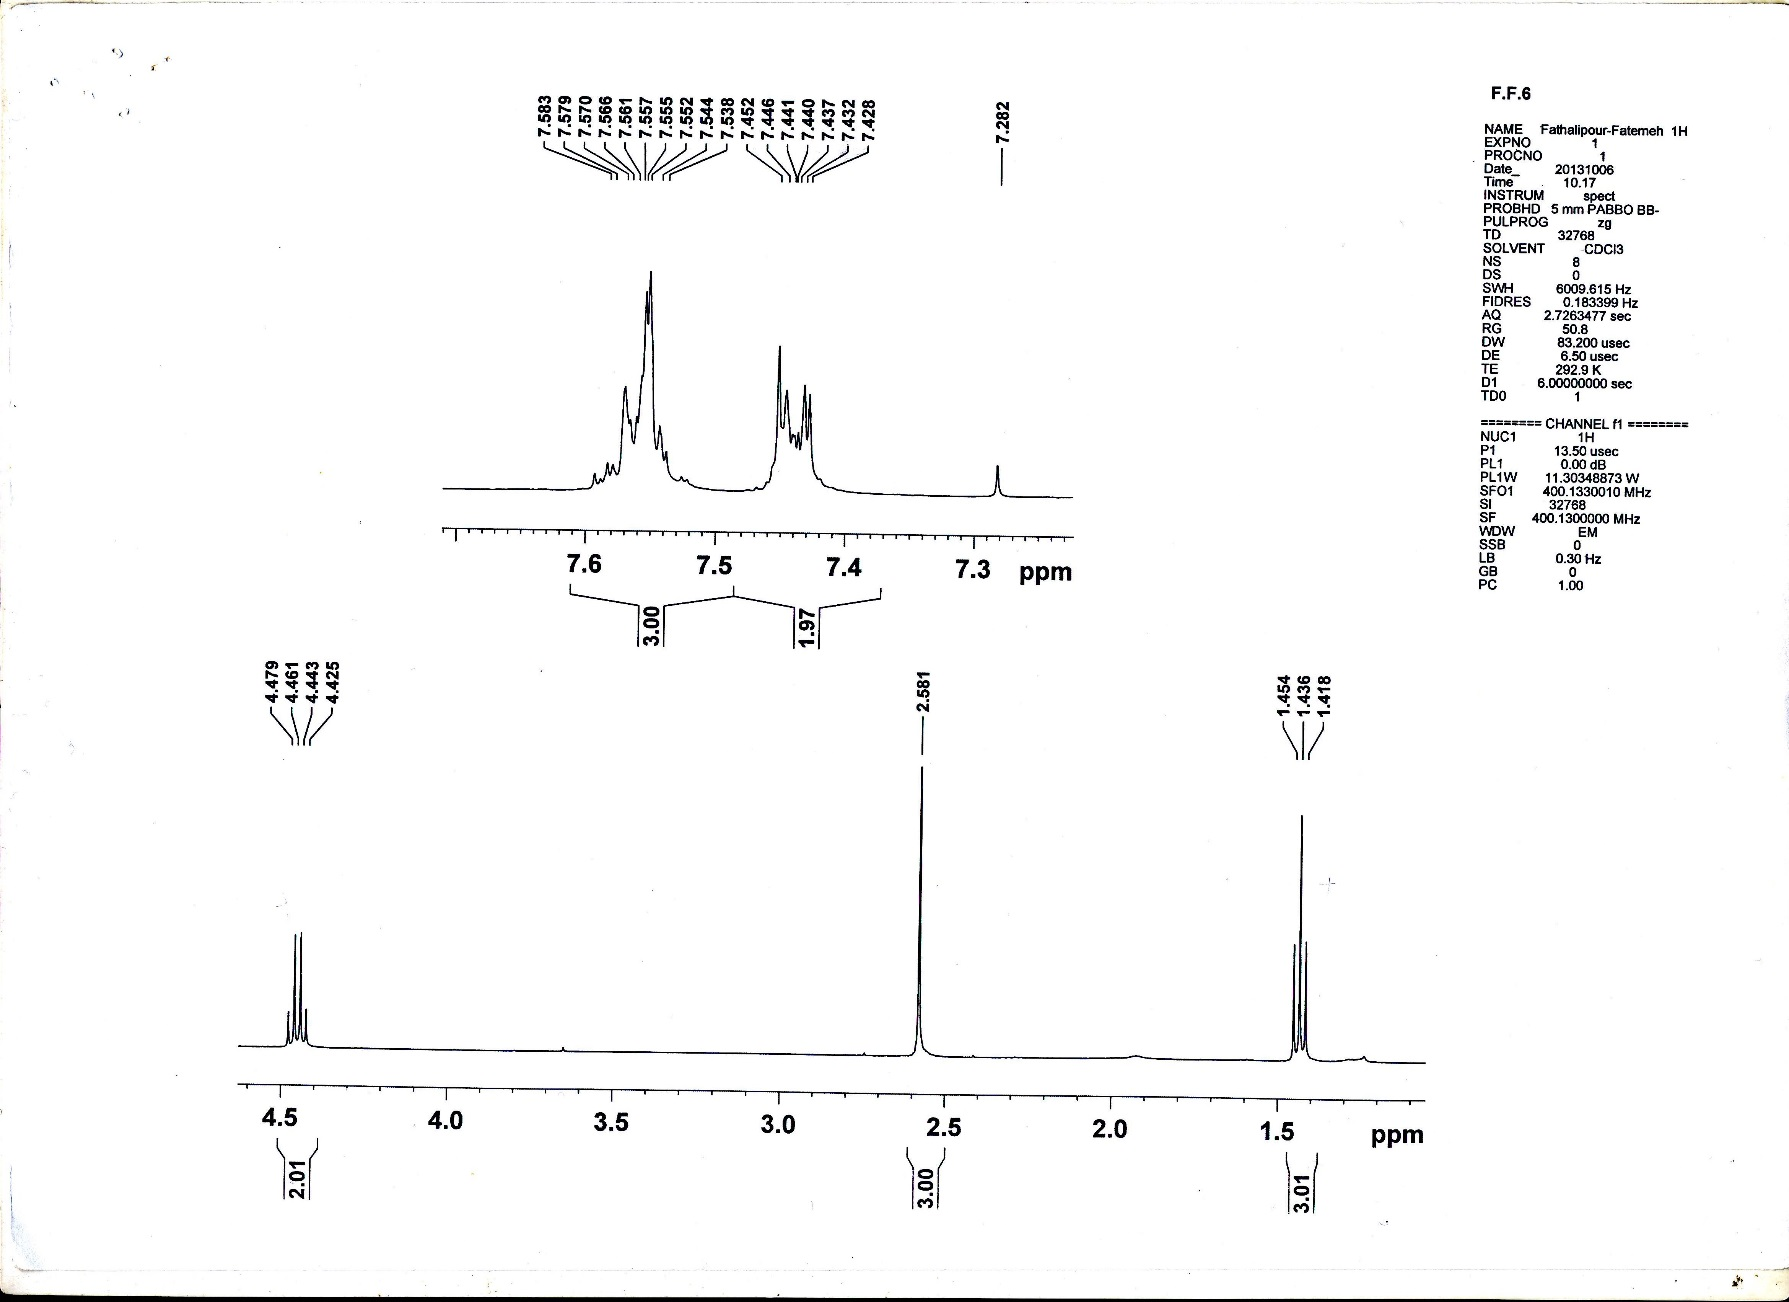 7.583
7.579
7.570
7.566
7.561
7.557
7.555
7.552
7.544
7.538
7.452
7.446
7.441
7.440
7.437
7.432
7.428
7.282
7.6 7.5 7.4 7.3 ppm
3.00
1.97
4.479
4.461
4.443
4.425
2.581
1.454
1.436
1.418
4.5 4.0 3.5 3.0 2.5 2.0 1.5 ppm
2.01
3.00
3.01
F.F.6
NAME Fathalipour-Fatemeh 1H
EXPNO 1
PROCNO 1
Date_ 20131006
Time 10.17
INSTRUM spect
PROBHD 5 mm PABBO BB-
PULPROG zg
TD 32768
SOLVENT CDCl3
NS 8
DS 0
SWH 6009.615 Hz
FIDRES 0.183399 Hz
AQ 2.7263477 sec
RG 50.8
DW 83.200 usec
DE 6.50 usec
TE 292.9 K
D1 6.00000000 sec
TD0 1
======== CHANNEL f1 ========
NUC1 1H
P1 13.50 usec
PL1 0.00 dB
PL1W 11.30348873 W
SFO1 400.1330010 MHz
SI 32768
SF 400.1300000 MHz
WDW EM
SSB 0
LB 0.30 Hz
GB 0
PC 1.00